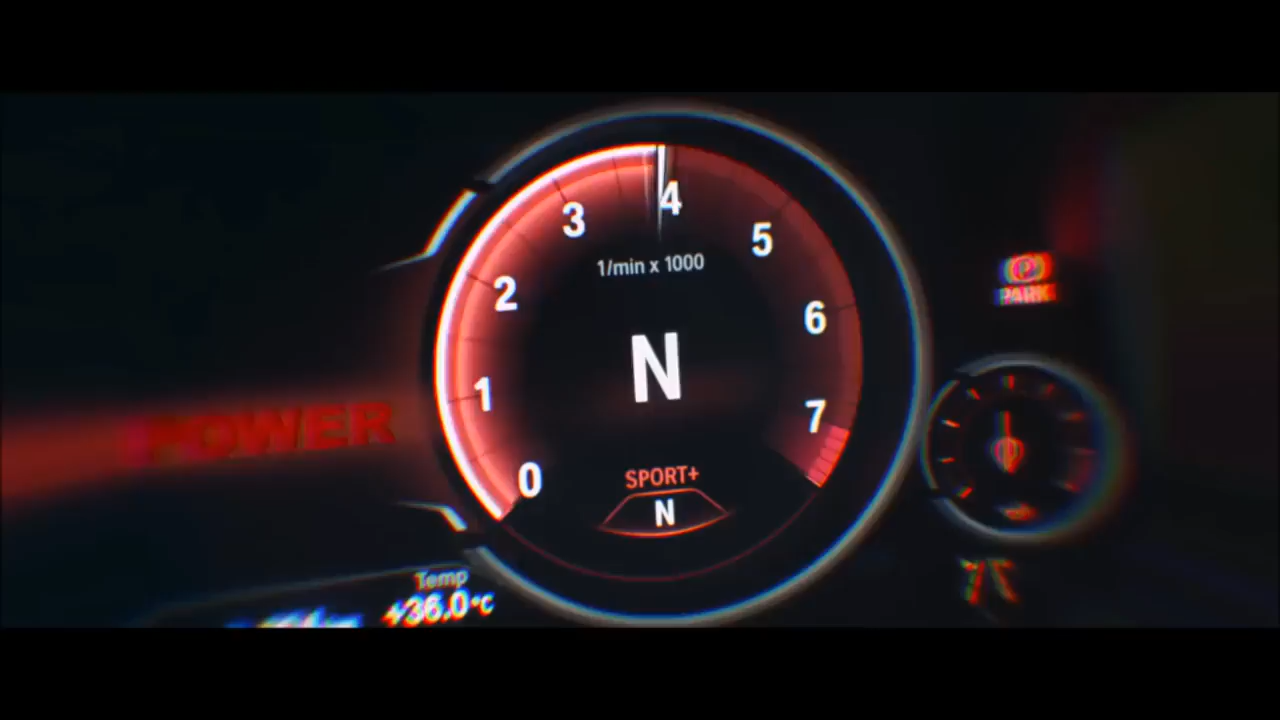 4
3
5
1/min x 1000
2
6
P
PARK
N
1
7
POWER
0
SPORT+
N
Temp
+36.0°C